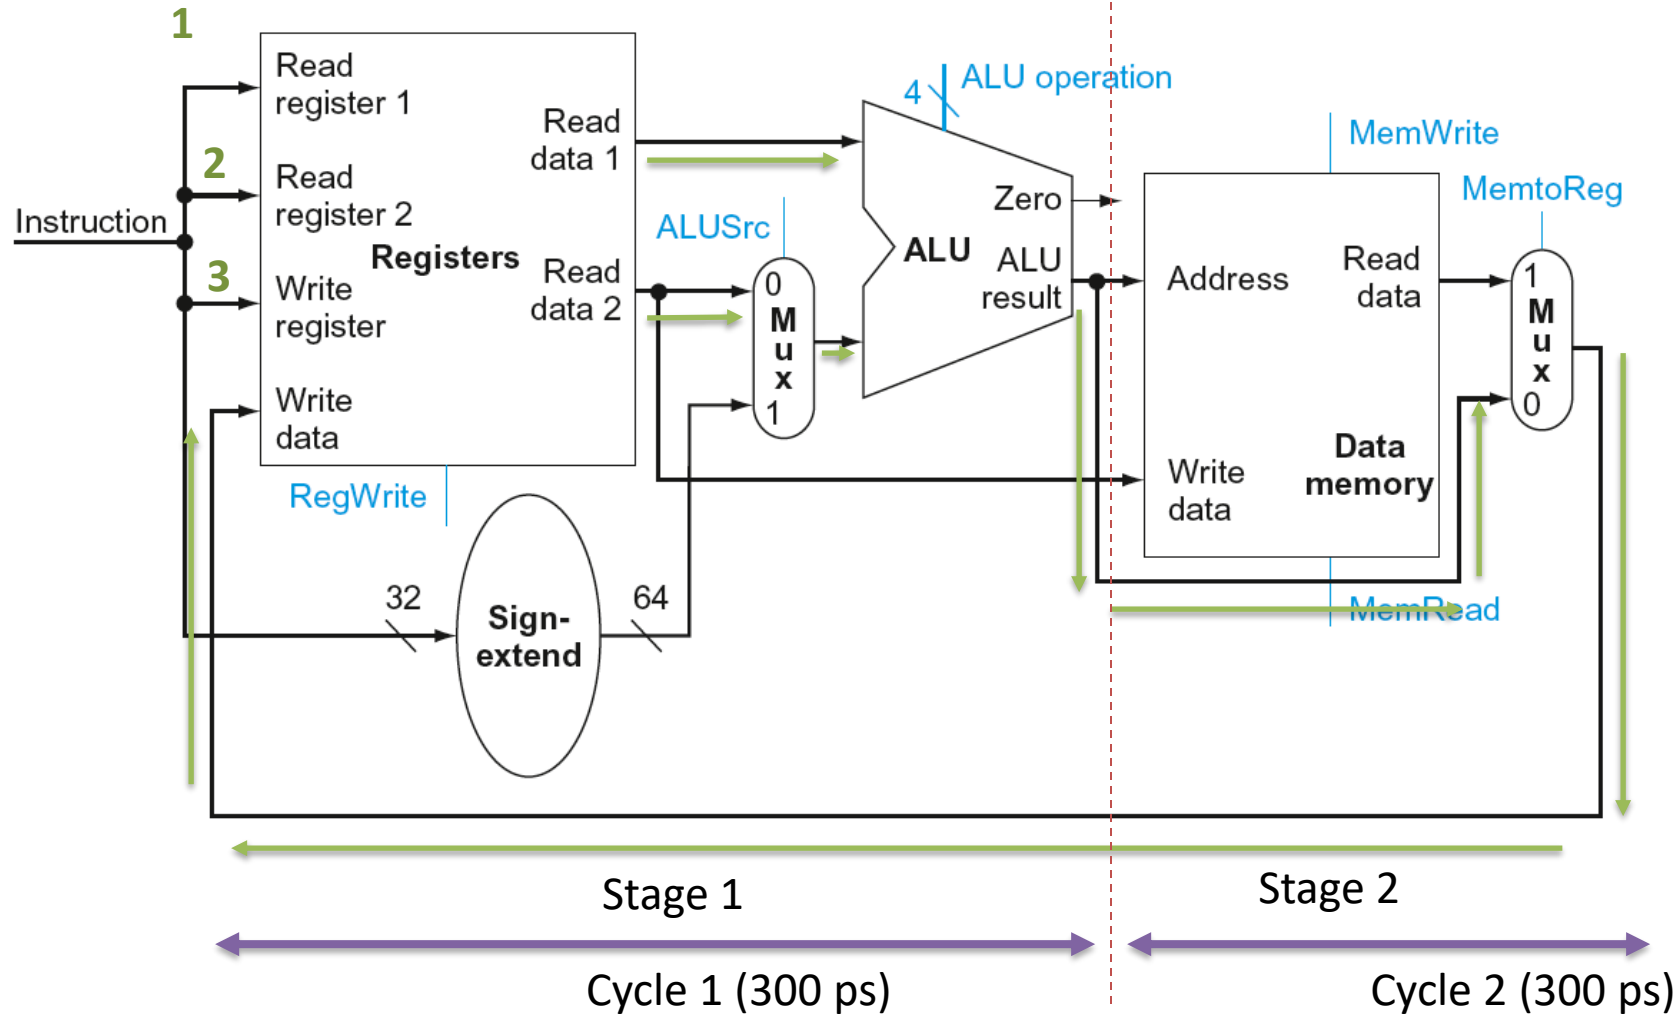 1
Read
register 1
2
Read
register 2
Instruction
Registers
3
Write
register
Write
data
Read
data 1
Read
data 2
RegWrite
ALUSrc
0
M
u
x
1
4
ALU operation
Zero
ALU
ALU
result
32
Sign-
extend
64
MemWrite
MemtoReg
Address
Read
data
Write
data
Data
memory
1
M
u
x
0
MemRead
Stage 1
Stage 2
Cycle 1 (300 ps)
Cycle 2 (300 ps)